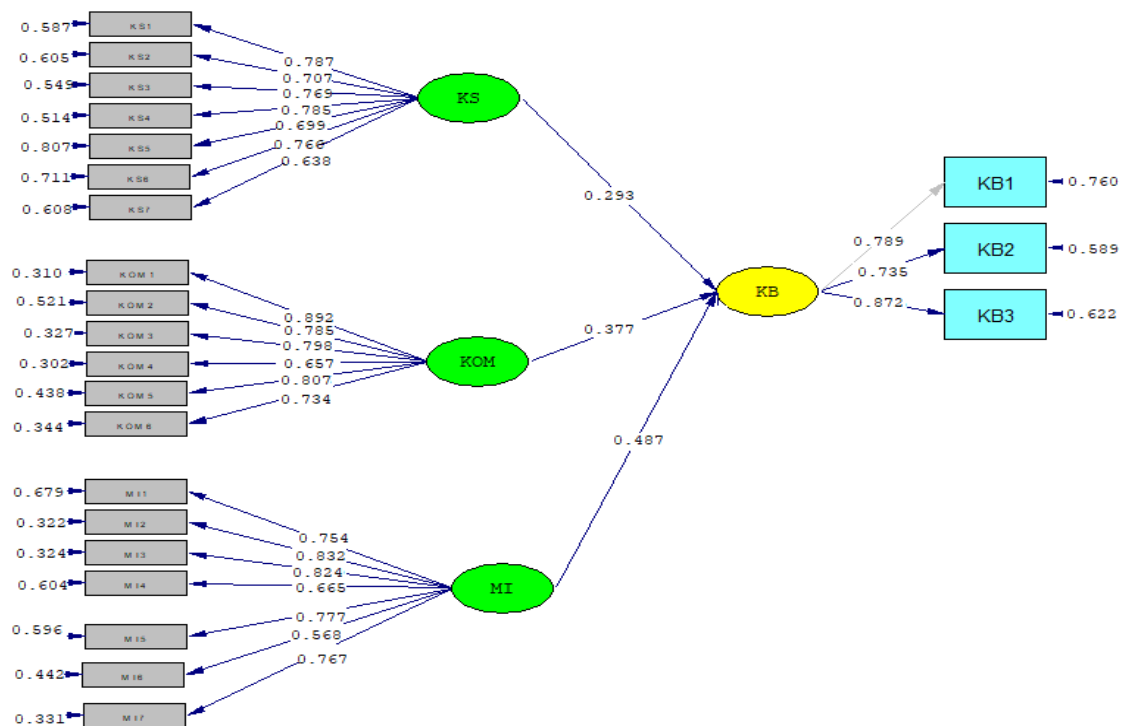 0.587 KS1
0.605 KS2
0.549 KS3
0.514 KS4
0.807 KS5
0.711 KS6
0.608 KS7
0.787
0.707
0.769
0.785
0.699
0.766
0.638
KS
0.293
0.310 KOM1
0.521 KOM2
0.327 KOM3
0.302 KOM4
0.438 KOM5
0.344 KOM6
0.892
0.785
0.798
0.657
0.807
0.734
KOM
0.377
0.679 MI1
0.322 MI2
0.324 MI3
0.604 MI4
0.596 MI5
0.442 MI6
0.331 MI7
0.754
0.832
0.824
0.665
0.777
0.568
0.767
MI
0.487
KB
0.789
0.735
0.872
KB1 0.760
KB2 0.589
KB3 0.622